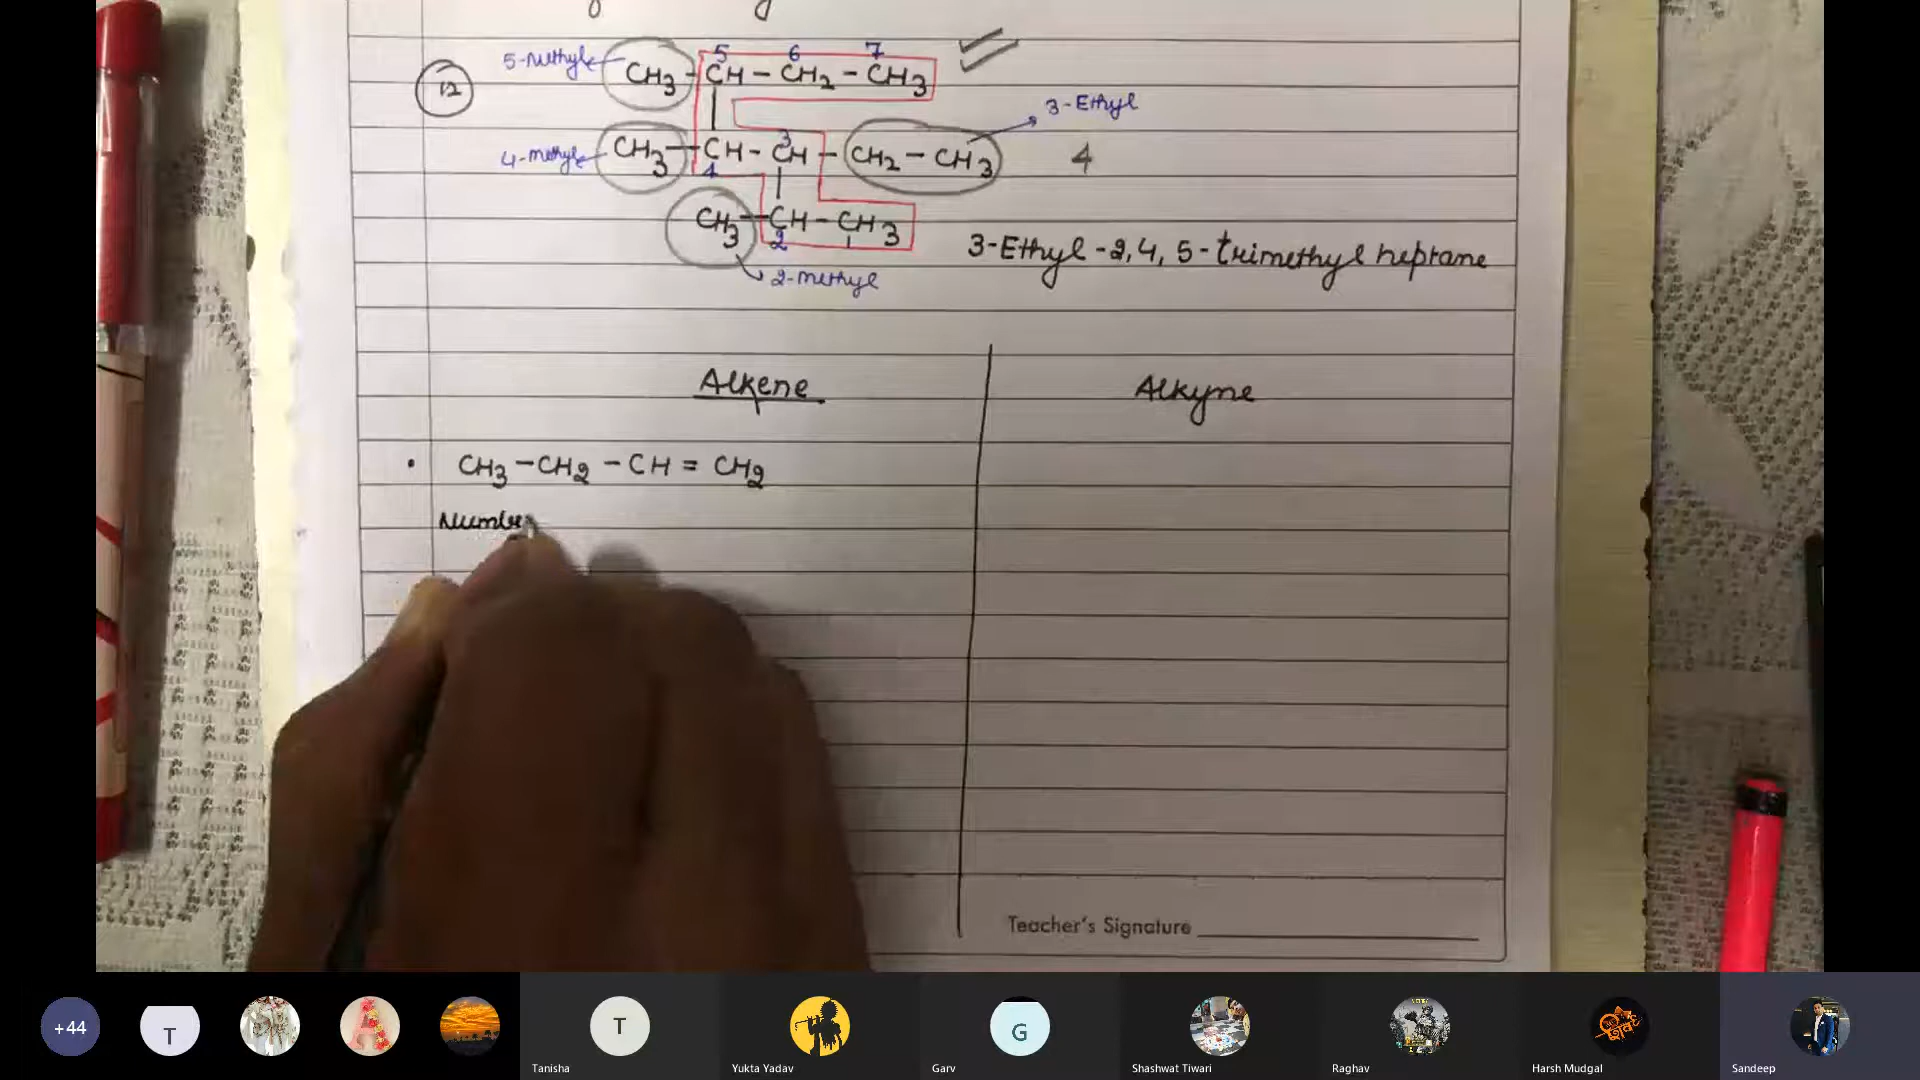 12
5-Methyl
5 6 7
CH3 - CH - CH2 - CH3
3-Ethyl
4-methyl
3
CH3 - CH - CH - CH2 - CH3 4
4
CH3 - CH - CH3
2 1
2-methyl
3-Ethyl-2,4,5-trimethyl heptane
Alkene Alkyne
• CH3 - CH2 - CH = CH2
Teacher's Signature
+44 T T G
Tanisha Yukta Yadav Garv Shashwat Tiwari Raghav Harsh Mudgal Sandeep